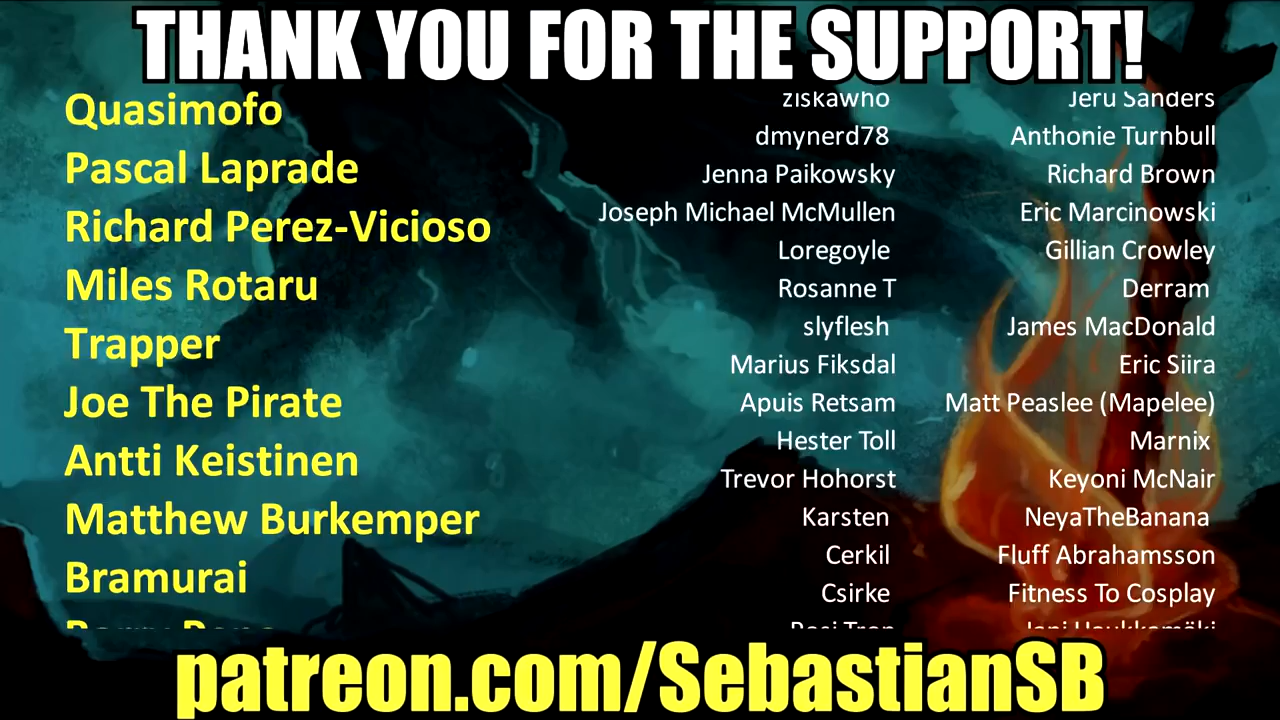 THANK YOU FOR THE SUPPORT!
Quasimofo
Pascal Laprade
Richard Perez-Vicioso
Miles Rotaru
Trapper
Joe The Pirate
Antti Keistinen
Matthew Burkemper
Bramurai
ziskawho
dmynerd78
Jenna Paikowsky
Joseph Michael McMullen
Loregoyle
Rosanne T
slyflesh
Marius Fiksdal
Apuis Retsam
Hester Toll
Trevor Hohorst
Karsten
Cerkil
Csirke
Jeru Sanders
Anthonie Turnbull
Richard Brown
Eric Marcinowski
Gillian Crowley
Derram
James MacDonald
Eric Siira
Matt Peaslee (Mapelee)
Marnix
Keyoni McNair
NeyaTheBanana
Fluff Abrahamsson
Fitness To Cosplay
patreon.com/SebastianSB